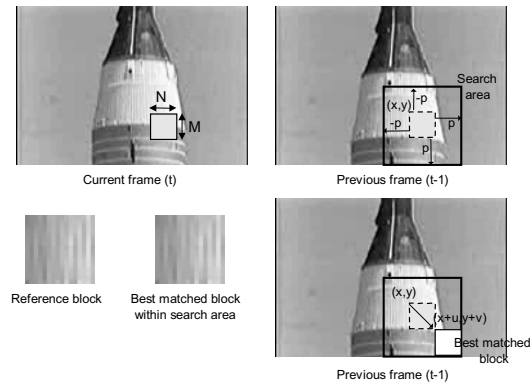 N
M
Current frame (t)
Search
area
(x,y)
-p
-p
p
p
Previous frame (t-1)
Reference block
Best matched block
within search area
(x,y)
(x+u,y+v)
Best matched
block
Previous frame (t-1)